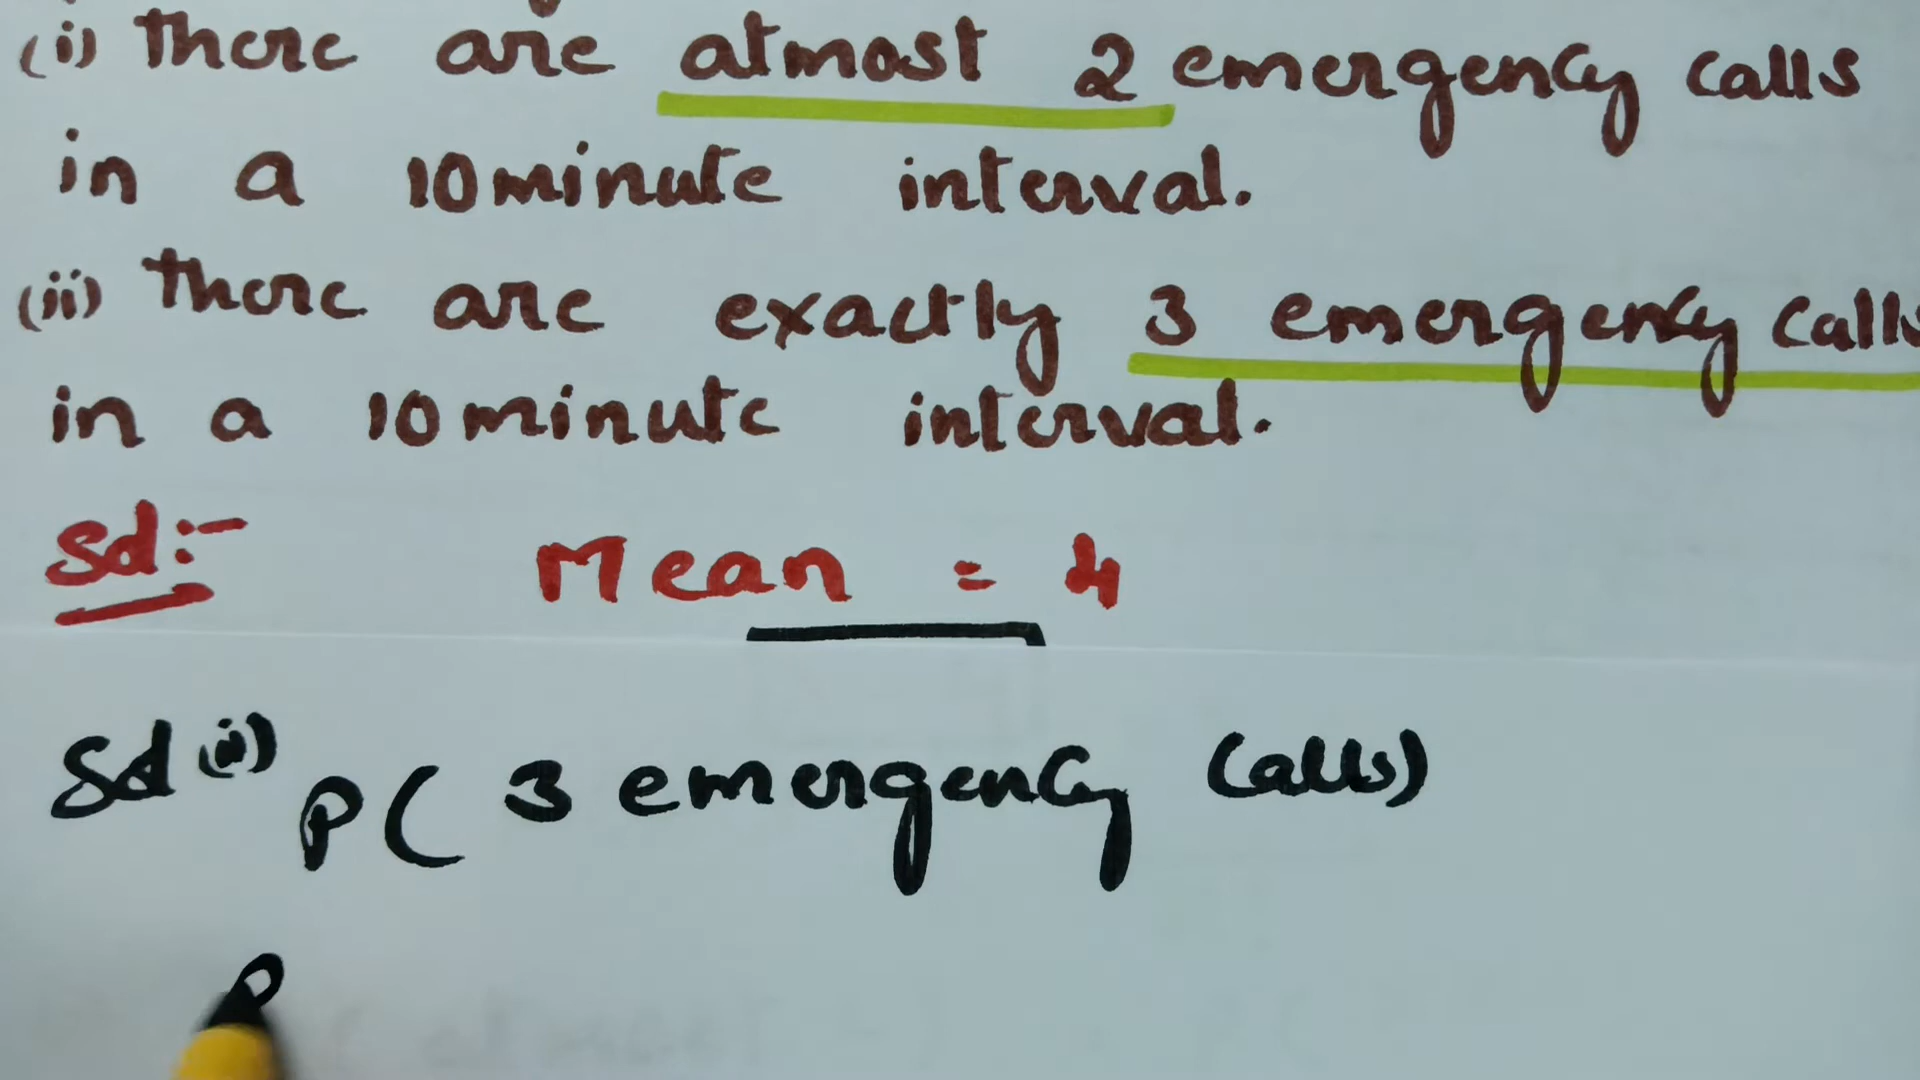 (i) There are atmost 2 emergency calls
in a 10 minute interval.
(ii) There are exactly 3 emergency calls
in a 10 minute interval.
Sol:-  Mean = 4
Sol (ii) P( 3 emergency calls)
P